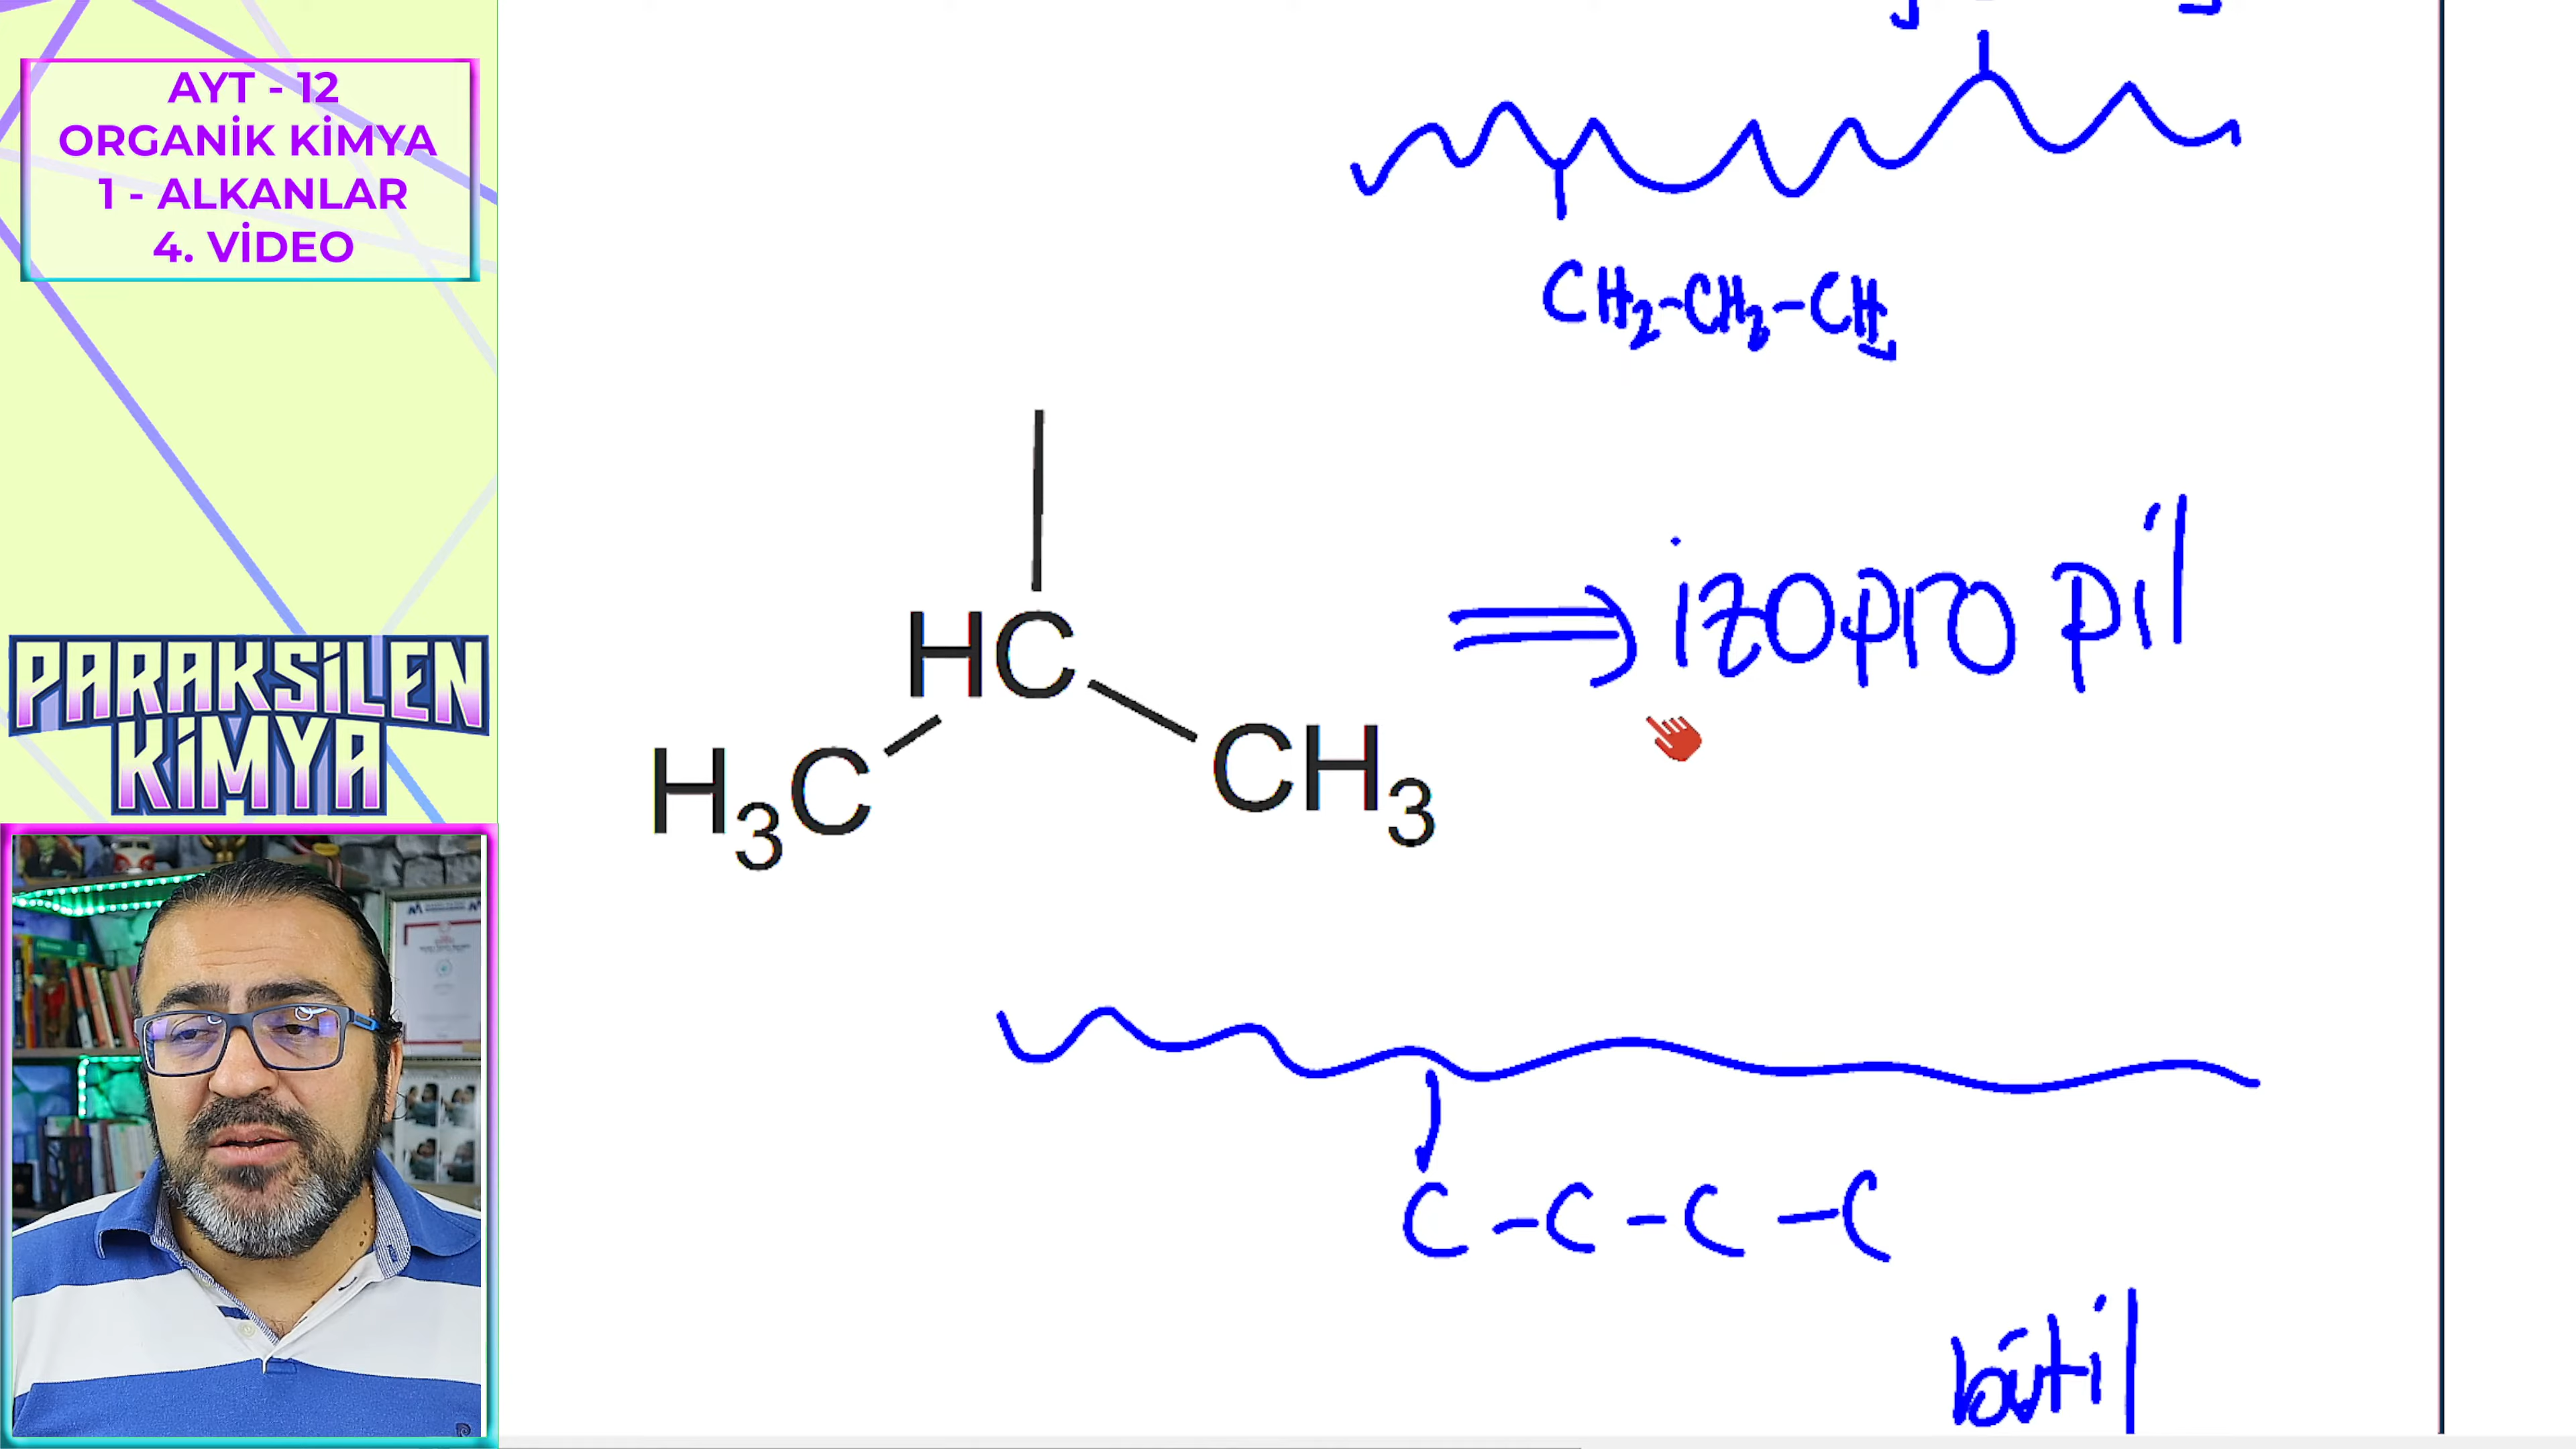 AYT - 12
ORGANİK KİMYA
1 - ALKANLAR
4. VİDEO
PARAKSİLEN
KİMYA
CH2-CH2-CH3
HC
H3C
CH3
⇒ izopropil
C-C-C-C
bütil